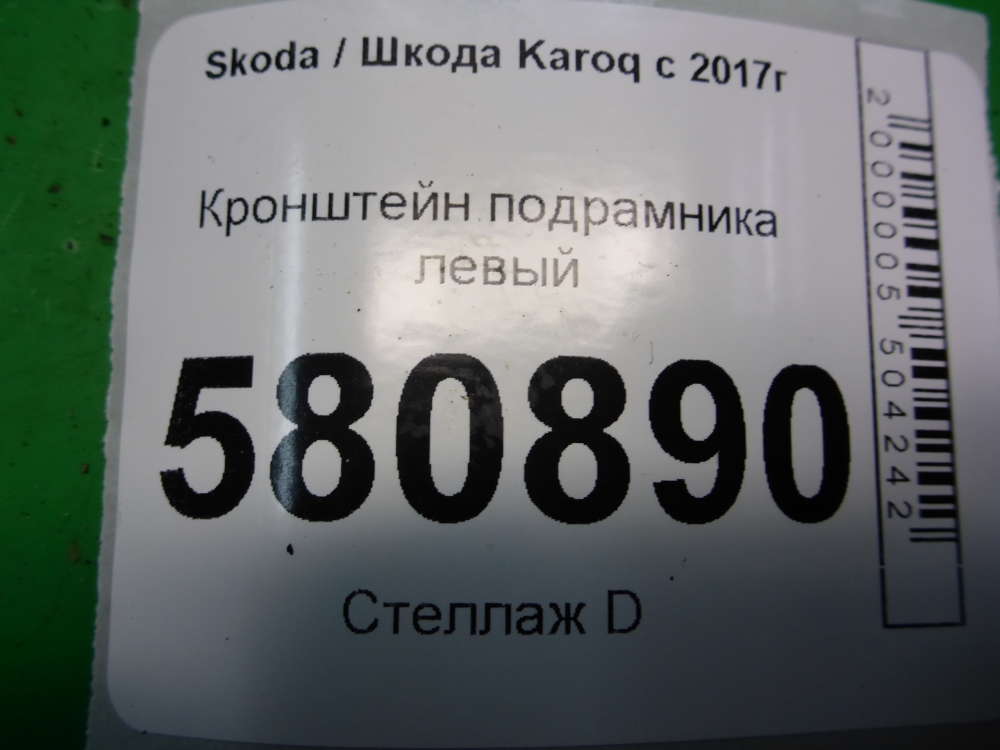 Skoda / Шкода Karoq с 2017г
Кронштейн подрамника
левый
580890
Стеллаж D
2000005504242